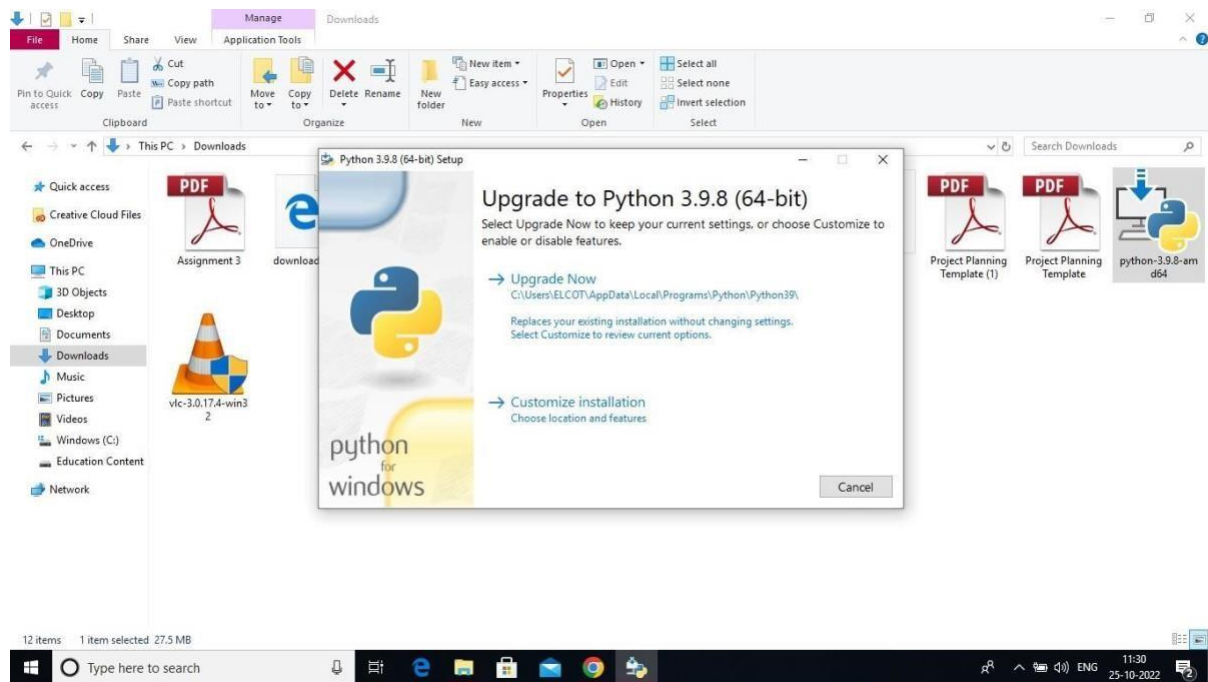 Manage
Downloads
File
Home
Share
View
Application Tools
Pin to Quick
access
Copy
Paste
Cut
Copy path
Paste shortcut
Clipboard
Move
to
Copy
to
Delete
Rename
Organize
New
folder
New item
Easy access
New
Properties
Open
Edit
History
Open
Select all
Select none
Invert selection
Select
This PC
Downloads
Search Downloads
Quick access
Creative Cloud Files
OneDrive
This PC
3D Objects
Desktop
Documents
Downloads
Music
Pictures
Videos
Windows (C:)
Education Content
Network
PDF
Assignment 3
download
vlc-3.0.17.4-win3
2
Python 3.9.8 (64-bit) Setup
Upgrade to Python 3.9.8 (64-bit)
Select Upgrade Now to keep your current settings, or choose Customize to
enable or disable features.
Upgrade Now
C:\Users\ELCOT\AppData\Local\Programs\Python\Python39\
Replaces your existing installation without changing settings.
Select Customize to review current options.
Customize installation
Choose location and features
python
for
windows
Cancel
PDF
Project Planning
Template (1)
PDF
Project Planning
Template
python-3.9.8-am
d64
12 items
1 item selected 27.5 MB
Type here to search
ENG
11:30
25-10-2022
2